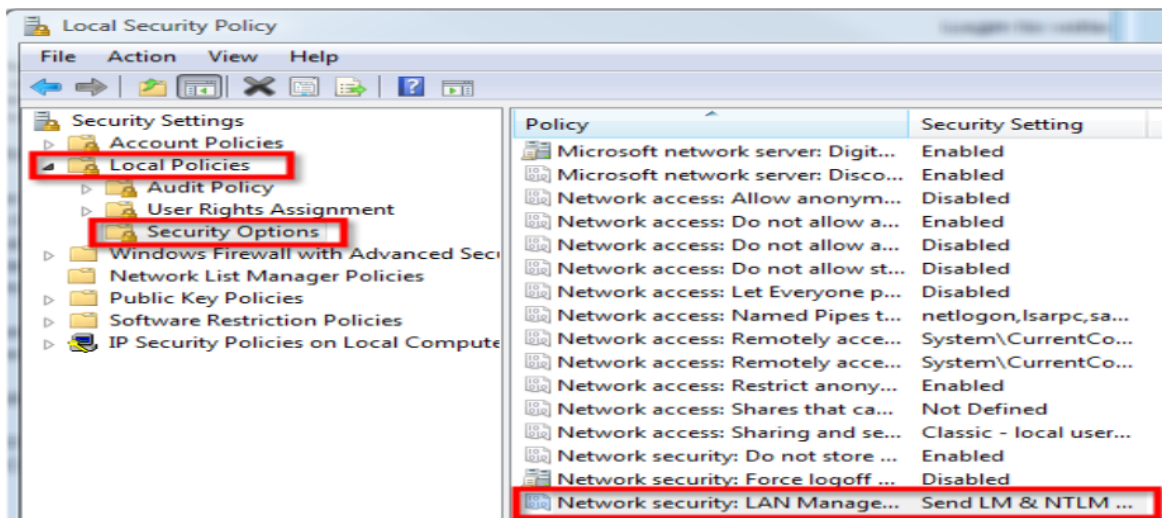 Local Security Policy
File Action View Help
Security Settings
Account Policies
Local Policies
Audit Policy
User Rights Assignment
Security Options
Windows Firewall with Advanced Secu
Network List Manager Policies
Public Key Policies
Software Restriction Policies
IP Security Policies on Local Compute
Policy Security Setting
Microsoft network server: Digit... Enabled
Microsoft network server: Disco... Enabled
Network access: Allow anonym... Disabled
Network access: Do not allow a... Enabled
Network access: Do not allow a... Disabled
Network access: Do not allow st... Disabled
Network access: Let Everyone p... Disabled
Network access: Named Pipes t... netlogon,lsarpc,sa...
Network access: Remotely acce... System\CurrentCo...
Network access: Remotely acce... System\CurrentCo...
Network access: Restrict anony... Enabled
Network access: Shares that ca... Not Defined
Network access: Sharing and se... Classic - local user...
Network security: Do not store ... Enabled
Network security: Force logoff ... Disabled
Network security: LAN Manage... Send LM & NTLM ...